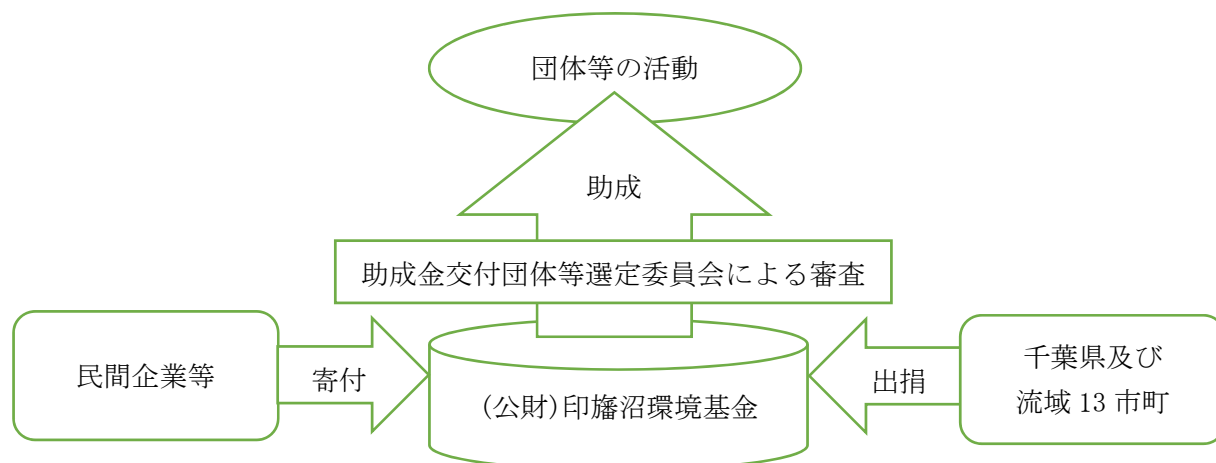 団体等の活動
助成
助成金交付団体等選定委員会による審査
民間企業等
寄付
(公財)印旛沼環境基金
出捐
千葉県及び
流域 13 市町